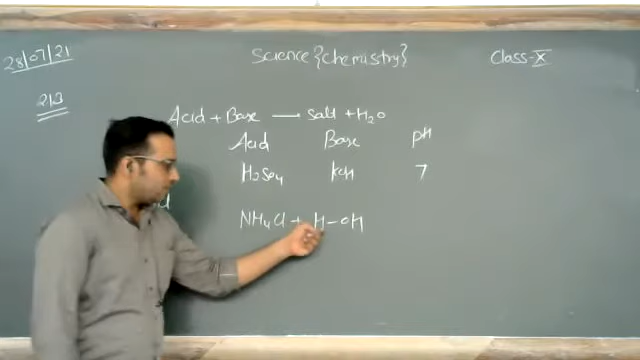 28/07/21 Science {Chemistry} Class-X
213
Acid + Base → Salt + H2O
Acid Base pH
H2SO4 KOH 7
NH4Cl + H-OH